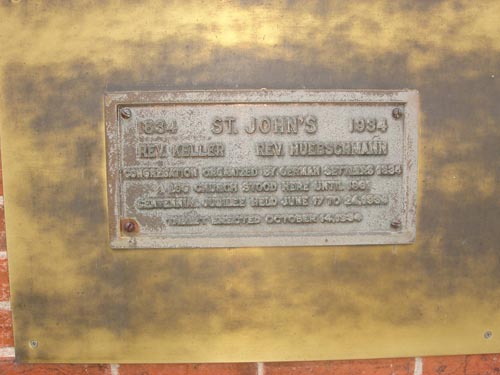 1834 ST. JOHN'S 1934
REV. KELLER REV. HUEBSCHMANN
CONGREGATION ORGANIZED BY GERMAN SETTLERS 1834
A LOG CHURCH STOOD HERE UNTIL 1861
CENTENNIAL JUBILEE HELD JUNE 17 TO 24, 1934
TABLET ERECTED OCTOBER 14, 1934